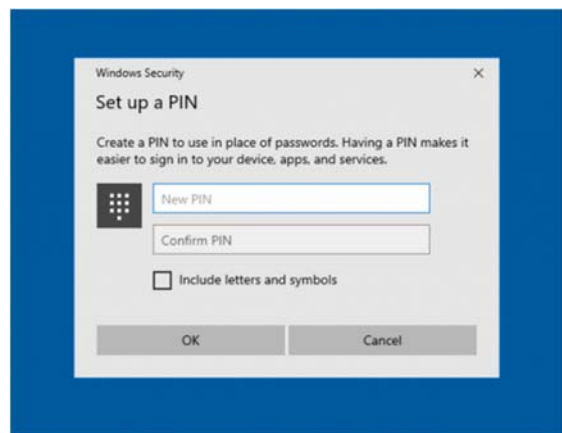 Windows Security
Set up a PIN
Create a PIN to use in place of passwords. Having a PIN makes it
easier to sign in to your device, apps, and services.
New PIN
Confirm PIN
Include letters and symbols
OK Cancel